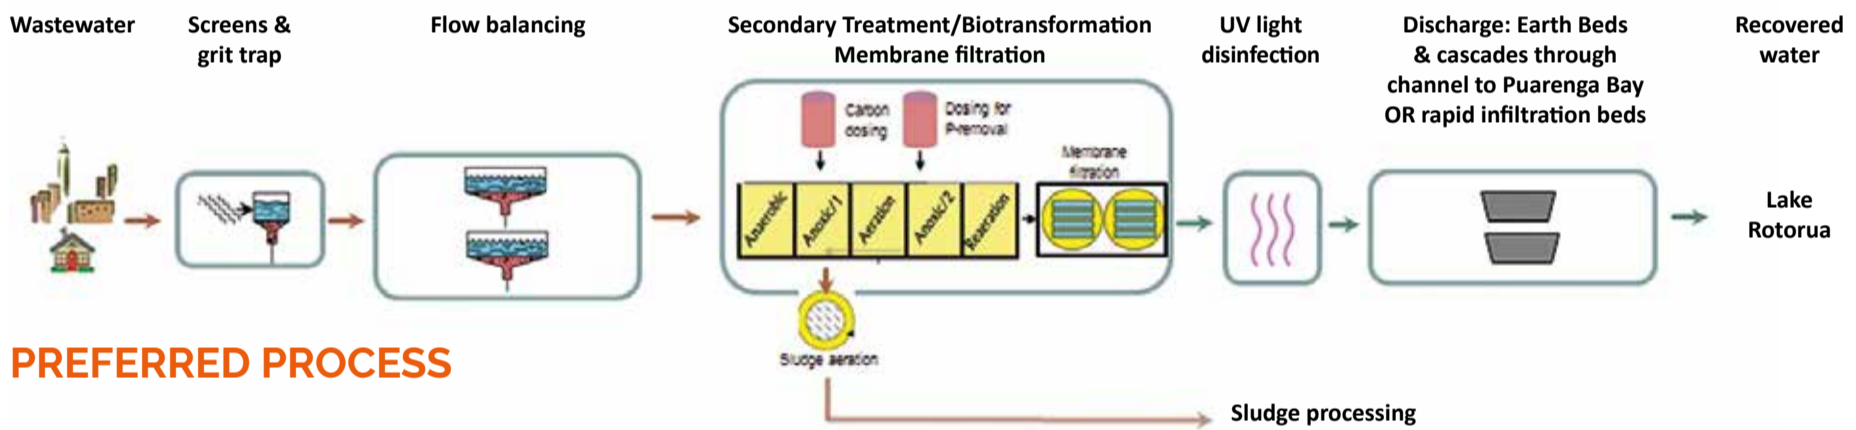 Wastewater
Screens &
grit trap
Flow balancing
Secondary Treatment/Biotransformation
Membrane filtration
UV light
disinfection
Discharge: Earth Beds
& cascades through
channel to Puarenga Bay
OR rapid infiltration beds
Recovered
water
Carbon
dosing
Dosing for
P-removal
Membrane
filtration
Anaerobic
Anoxic/1
Aeration
Anoxic/2
Reaeration
Lake
Rotorua
Sludge aeration
PREFERRED PROCESS
Sludge processing